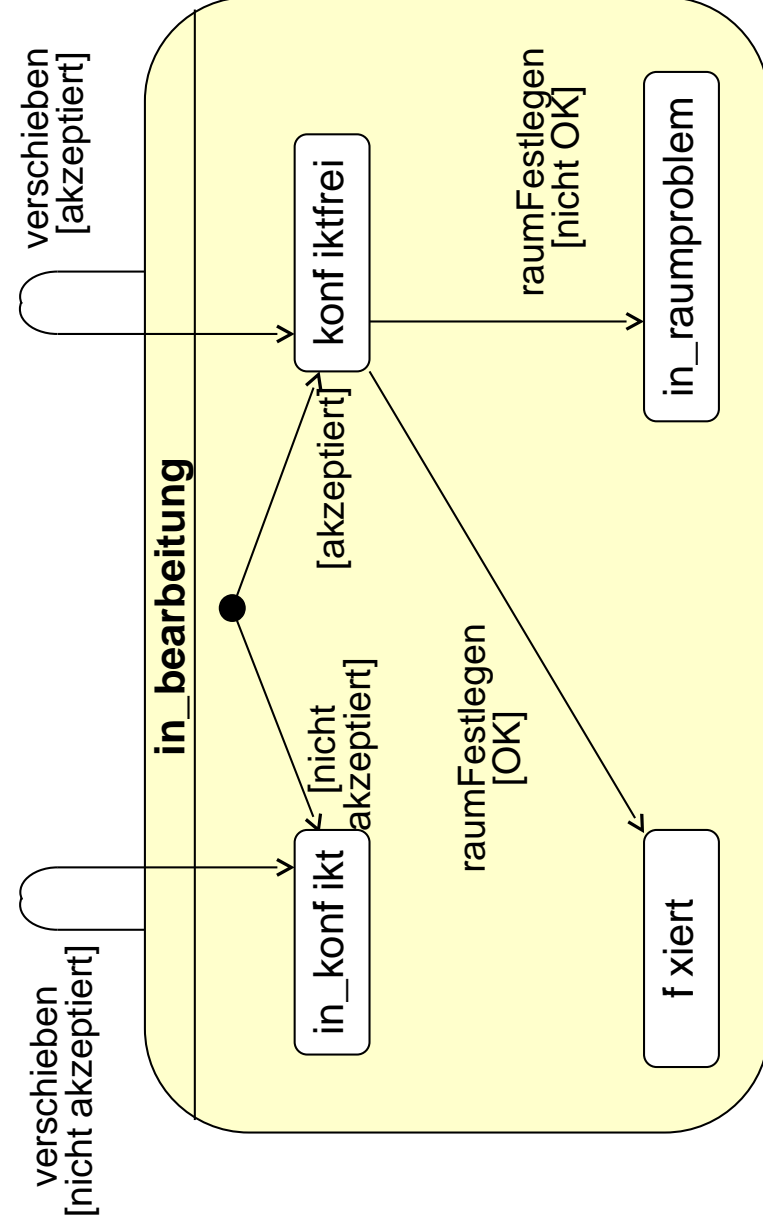 verschieben
[nicht akzeptiert]
verschieben
[akzeptiert]
in_bearbeitung
in_konf ikt
[nicht
akzeptiert]
[akzeptiert]
konf iktfrei
raumFestlegen
[OK]
raumFestlegen
[nicht OK]
f xiert
in_raumproblem